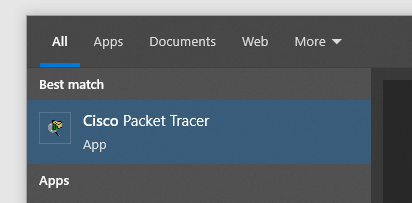 All Apps Documents Web More
Best match
Cisco Packet Tracer
App
Apps